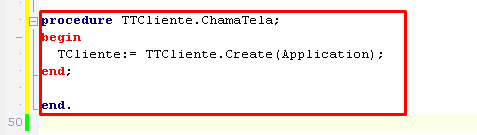 procedure TTCliente.ChamaTela;
begin
TCliente:= TTCliente.Create(Application);
end;
end.
50